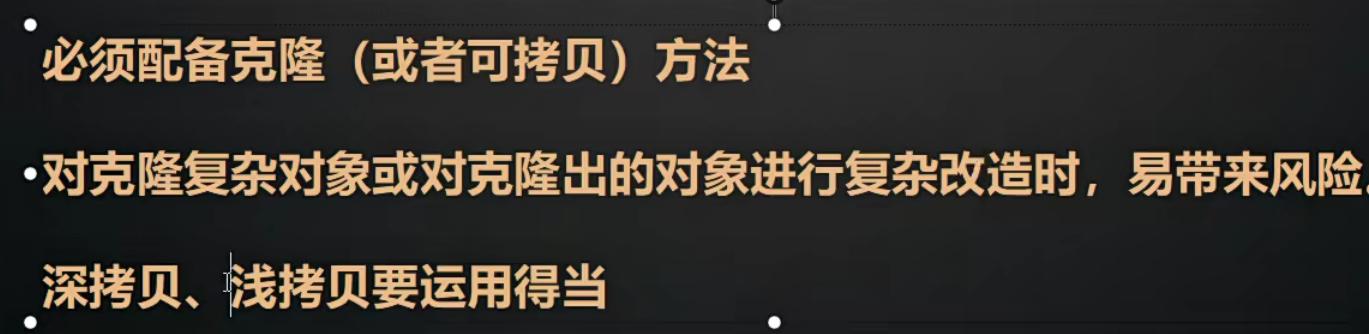 必须配备克隆（或者可拷贝）方法
对克隆复杂对象或对克隆出的对象进行复杂改造时，易带来风险
深拷贝、浅拷贝要运用得当